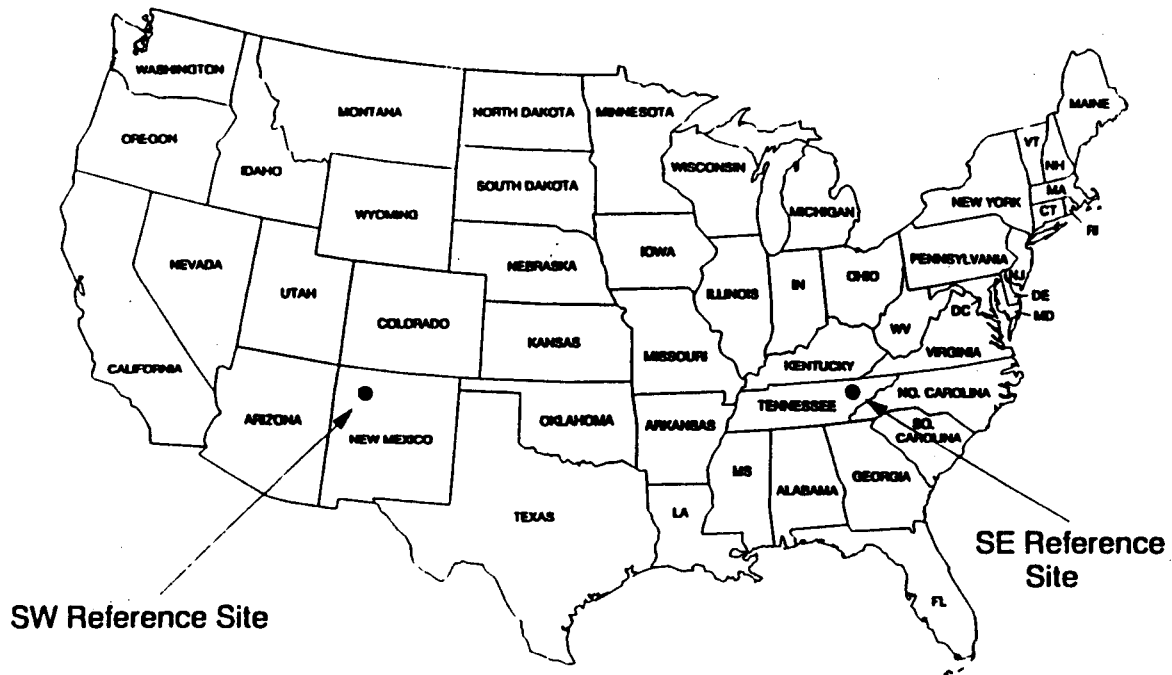 WASHINGTON
MONTANA
NORTH DAKOTA
MINNESOTA
MAINE
OREGON
IDAHO
WISCONSIN
VT
NH
SOUTH DAKOTA
WYOMING
MICHIGAN
NEW YORK
MA
CT
RI
IOWA
NEBRASKA
PENNSYLVANIA
NEVADA
UTAH
ILLINOIS
IN
OHIO
NJ
DE
MD
DC
COLORADO
KANSAS
MISSOURI
WV
VIRGINIA
KENTUCKY
CALIFORNIA
NO. CAROLINA
TENNESSEE
ARIZONA
NEW MEXICO
OKLAHOMA
ARKANSAS
SO.
CAROLINA
MS
ALABAMA
GEORGIA
TEXAS
LA
SE Reference
Site
FL
SW Reference Site